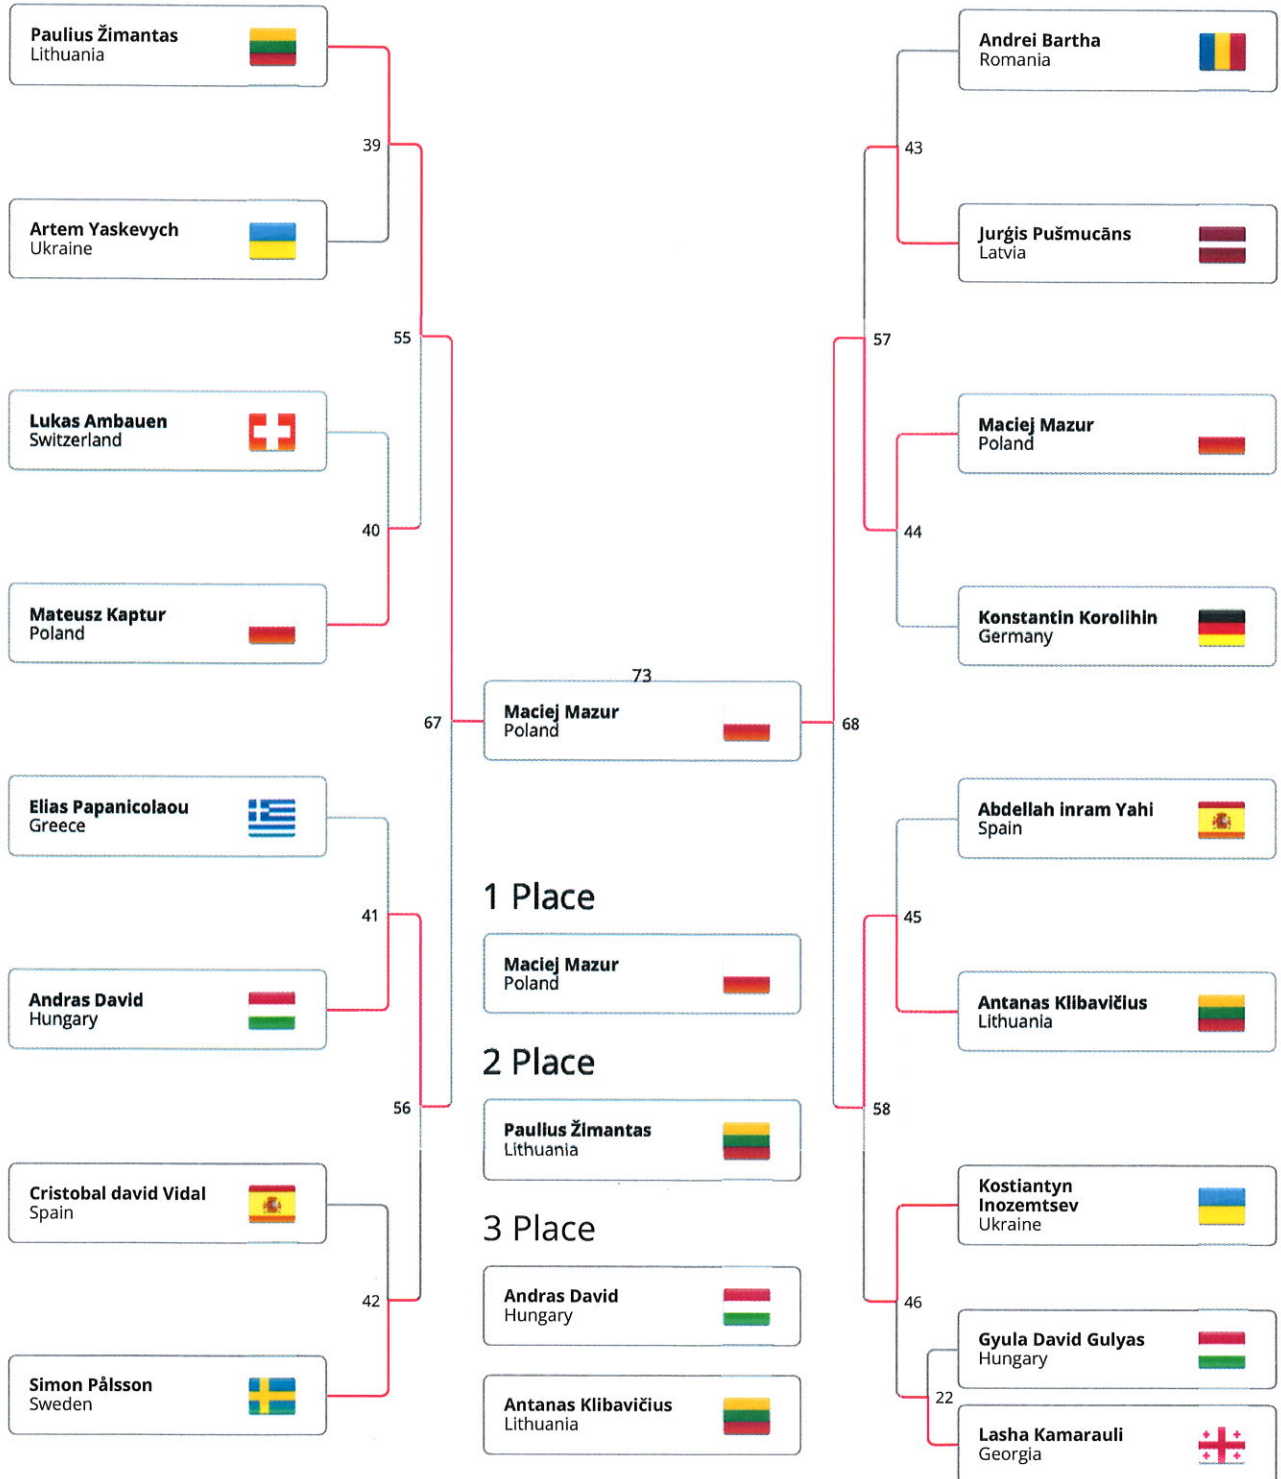 Paulius Žimantas
Lithuania
39
Artem Yaskevych
Ukraine
55
Lukas Ambauen
Switzerland
40
Mateusz Kaptur
Poland
67
Elias Papanicolaou
Greece
41
Andras David
Hungary
56
Cristobal david Vidal
Spain
42
Simon Pålsson
Sweden
73
Maciej Mazur
Poland
1 Place
Maciej Mazur
Poland
2 Place
Paulius Žimantas
Lithuania
3 Place
Andras David
Hungary
Antanas Klibavičius
Lithuania
Andrei Bartha
Romania
43
Jurģis Pušmucāns
Latvia
57
Maciej Mazur
Poland
44
Konstantin Korolihin
Germany
68
Abdellah inram Yahi
Spain
45
Antanas Klibavičius
Lithuania
58
Kostiantyn
Inozemtsev
Ukraine
46
Gyula David Gulyas
Hungary
22
Lasha Kamarauli
Georgia